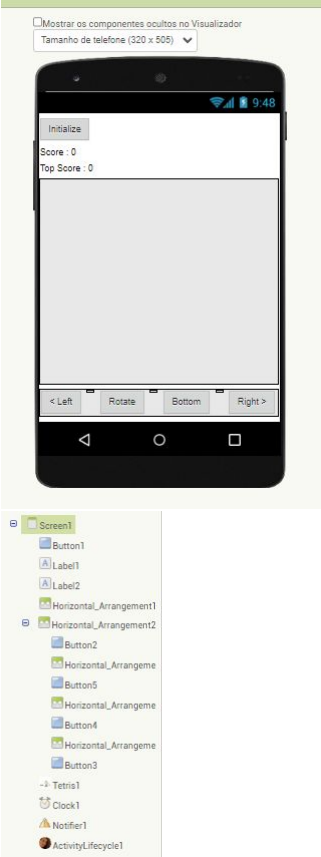 Mostrar os componentes ocultos no Visualizador
Tamanho de telefone (320 x 505)
9:48
Initialize
Score : 0
Top Score : 0
< Left
Rotate
Bottom
Right >
Screen1
Button1
Label1
Label2
Horizontal_Arrangement1
Horizontal_Arrangement2
Button2
Horizontal_Arrangeme
Button5
Horizontal_Arrangeme
Button4
Horizontal_Arrangeme
Button3
Tetris1
Clock1
Notifier1
ActivityLifecycle1